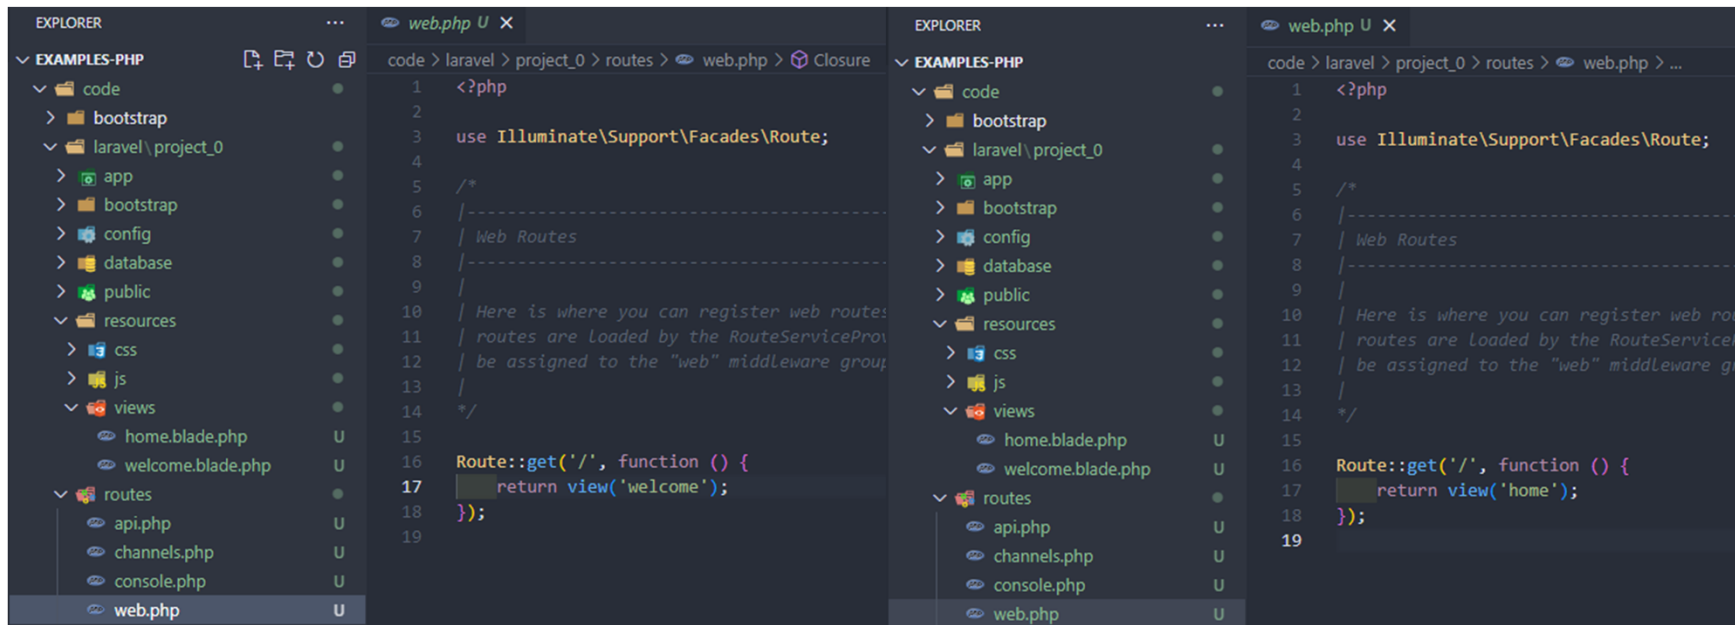 EXPLORER
EXAMPLES-PHP
code
bootstrap
laravel\project_0
app
bootstrap
config
database
public
resources
css
js
views
home.blade.php U
welcome.blade.php U
routes
api.php U
channels.php U
console.php U
web.php U
web.php U
code > laravel > project_0 > routes > web.php > Closure
1 <?php
2
3 use Illuminate\Support\Facades\Route;
4
5 /*
6 |--------------------------------------------
7 | Web Routes
8 |--------------------------------------------
9 |
10 | Here is where you can register web routes
11 | routes are loaded by the RouteServicePro
12 | be assigned to the "web" middleware group
13 |
14 */
15
16 Route::get('/', function () {
17 return view('welcome');
18 });
19
EXPLORER
EXAMPLES-PHP
code
bootstrap
laravel\project_0
app
bootstrap
config
database
public
resources
css
js
views
home.blade.php U
welcome.blade.php U
routes
api.php U
channels.php U
console.php U
web.php U
web.php U
code > laravel > project_0 > routes > web.php > ...
1 <?php
2
3 use Illuminate\Support\Facades\Route;
4
5 /*
6 |----------------------------------------
7 | Web Routes
8 |----------------------------------------
9 |
10 | Here is where you can register web rou
11 | routes are loaded by the RouteService
12 | be assigned to the "web" middleware g
13 |
14 */
15
16 Route::get('/', function () {
17 return view('home');
18 });
19